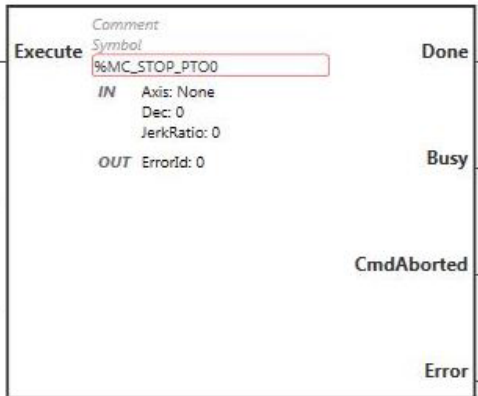 Comment
Execute Symbol Done
%MC_STOP_PTO0
IN Axis: None
Dec: 0
JerkRatio: 0
OUT ErrorId: 0 Busy
CmdAborted
Error